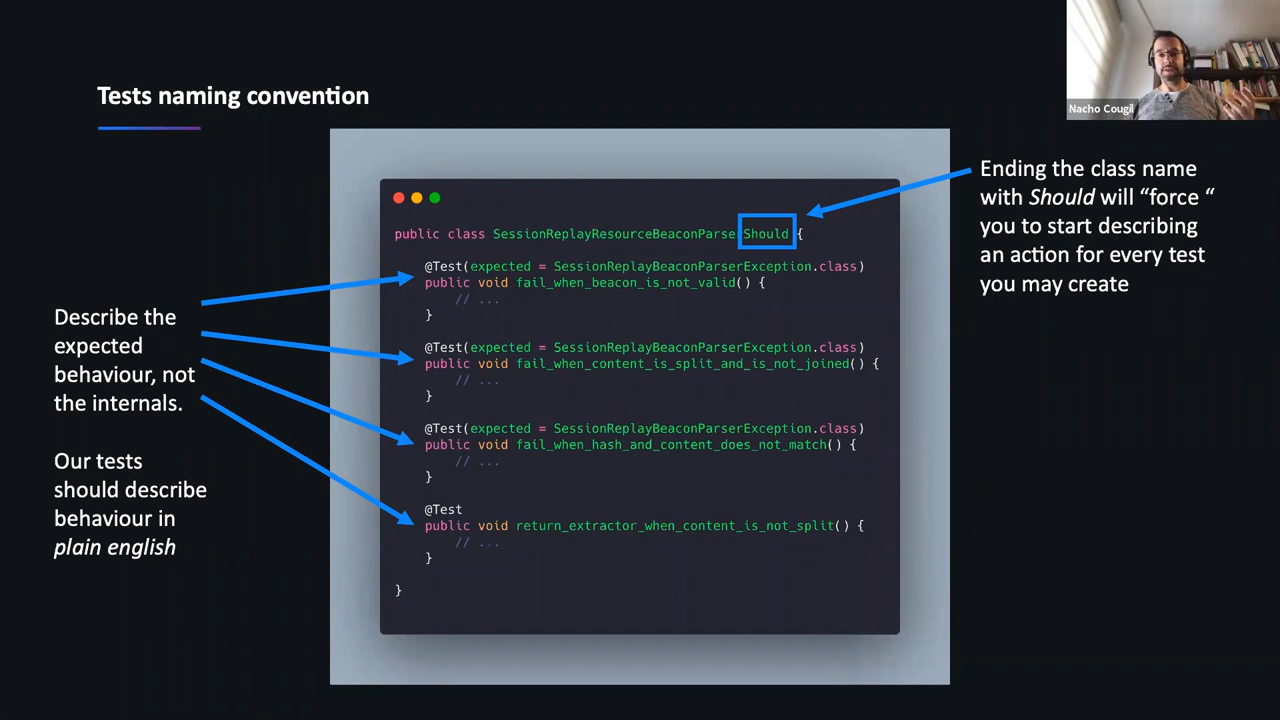 Tests naming convention
Nacho Cougil
Ending the class name
with Should will “force “
you to start describing
an action for every test
you may create
Describe the
expected
behaviour, not
the internals.
Our tests
should describe
behaviour in
plain english
public class SessionReplayResourceBeaconParserShould {
@Test(expected = SessionReplayBeaconParserException.class)
public void fail_when_beacon_is_not_valid() {
// ...
}
@Test(expected = SessionReplayBeaconParserException.class)
public void fail_when_content_is_split_and_is_not_joined() {
// ...
}
@Test(expected = SessionReplayBeaconParserException.class)
public void fail_when_hash_and_content_does_not_match() {
// ...
}
@Test
public void return_extractor_when_content_is_not_split() {
// ...
}
}